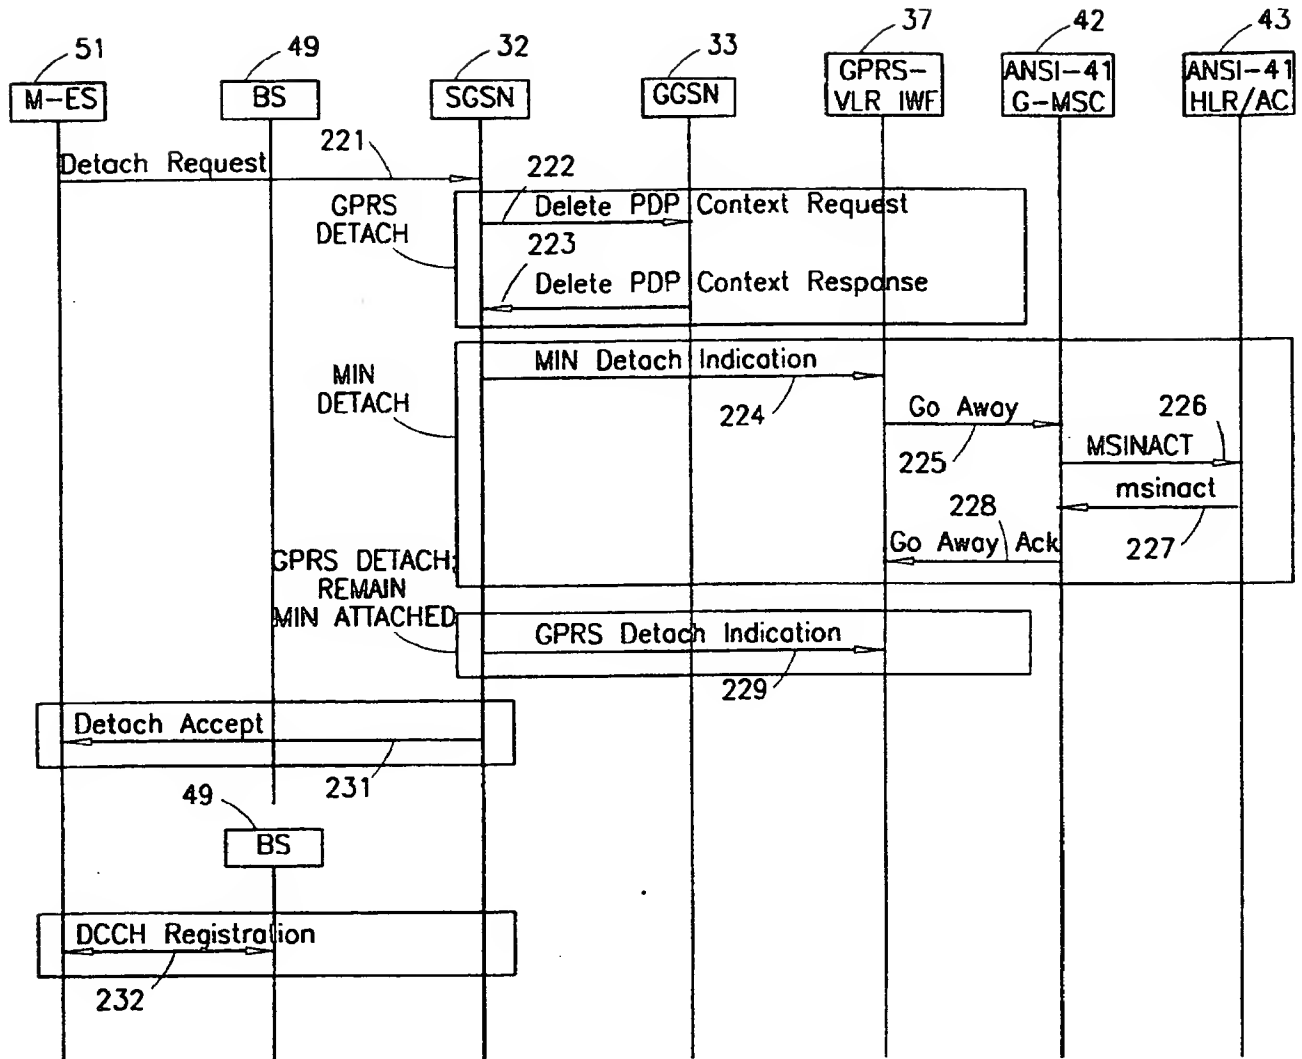 51
49
32
33
37
42
43
M-ES
BS
SGSN
GGSN
GPRS-
VLR IWF
ANSI-41
G-MSC
ANSI-41
HLR/AC
221
Detach Request
222
GPRS
DETACH
Delete PDP Context Request
223
Delete PDP Context Response
MIN
DETACH
MIN Detach Indication
224
Go Away
225
226
MSINACT
msinact
227
228
Go Away Ack
GPRS DETACH;
REMAIN
MIN ATTACHED
GPRS Detach Indication
229
Detach Accept
231
49
BS
DCCH Registration
232